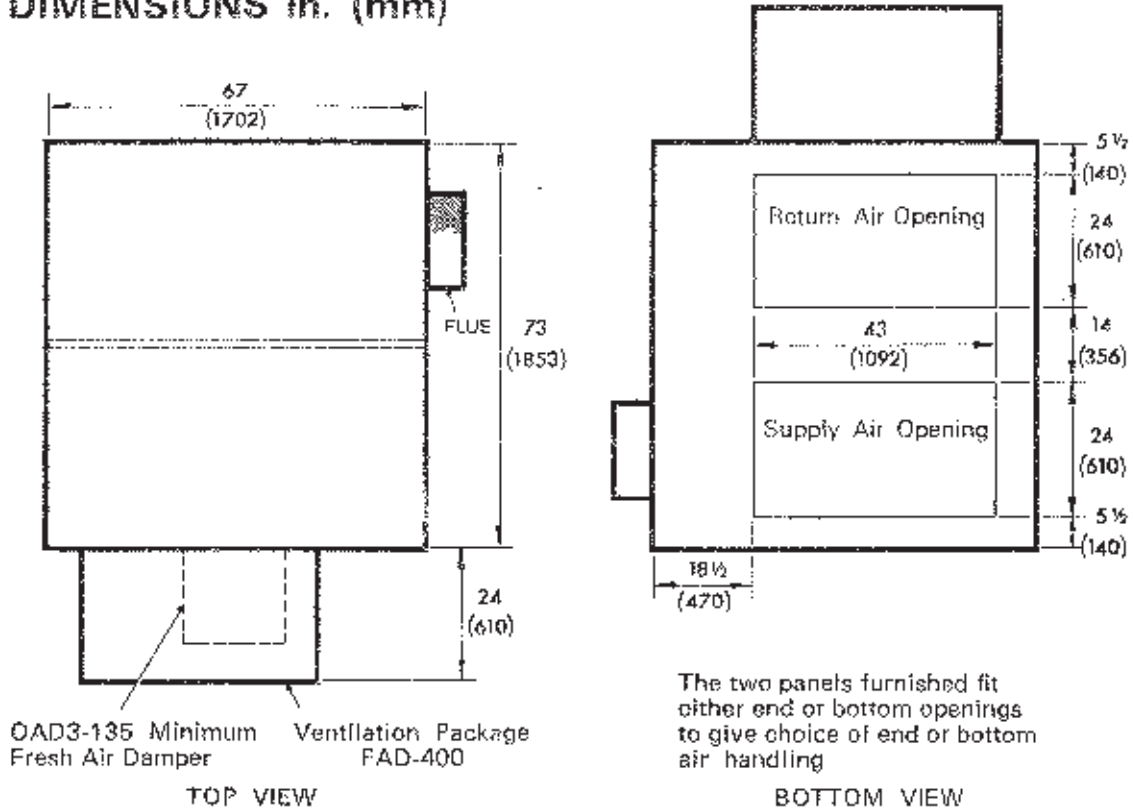 DIMENSIONS in. (mm)
67
(1702)
FLUE
73
(1853)
24
(610)
OAD3-135 Minimum
Fresh Air Damper
Ventilation Package
FAD-400
TOP VIEW
5 ½
(140)
Return Air Opening
24
(610)
43
(1092)
14
(356)
Supply Air Opening
24
(610)
5 ½
(140)
18 ½
(470)
The two panels furnished fit
either end or bottom openings
to give choice of end or bottom
air handling
BOTTOM VIEW